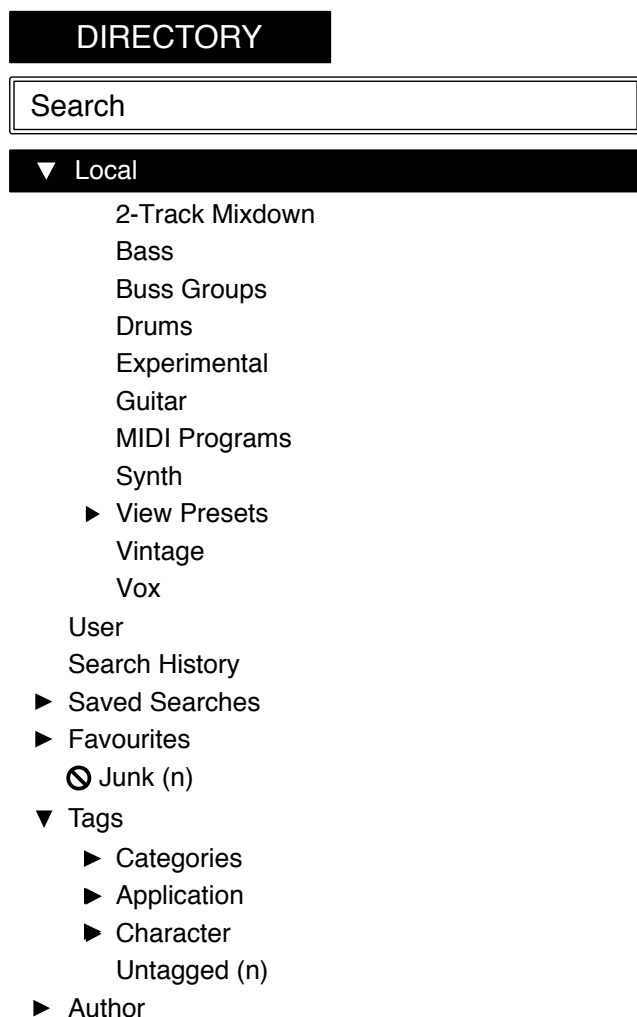 DIRECTORY
Search
▼ Local
2-Track Mixdown
Bass
Buss Groups
Drums
Experimental
Guitar
MIDI Programs
Synth
► View Presets
Vintage
Vox
User
Search History
► Saved Searches
► Favourites
Junk (n)
▼ Tags
► Categories
► Application
► Character
Untagged (n)
► Author